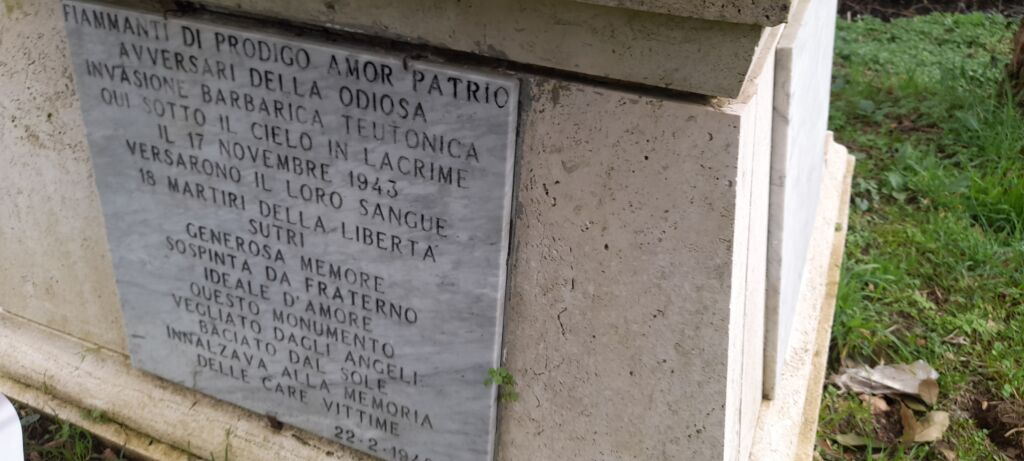 FIAMMANTI DI PRODIGO AMOR PATRIO
AVVERSARI DELLA ODIOSA
INVASIONE BARBARICA TEUTONICA
QUI SOTTO IL CIELO IN LACRIME
IL 17 NOVEMBRE 1943
VERSARONO IL LORO SANGUE
18 MARTIRI DELLA LIBERTA'
SUTRI
GENEROSA MEMORE
SOSPINTA DA FRATERNO
IDEALE D'AMORE
QUESTO MONUMENTO
VEGLIATO DAGLI ANGELI
BACIATO DAL SOLE
INNALZAVA ALLA MEMORIA
DELLE CARE VITTIME
22-2-